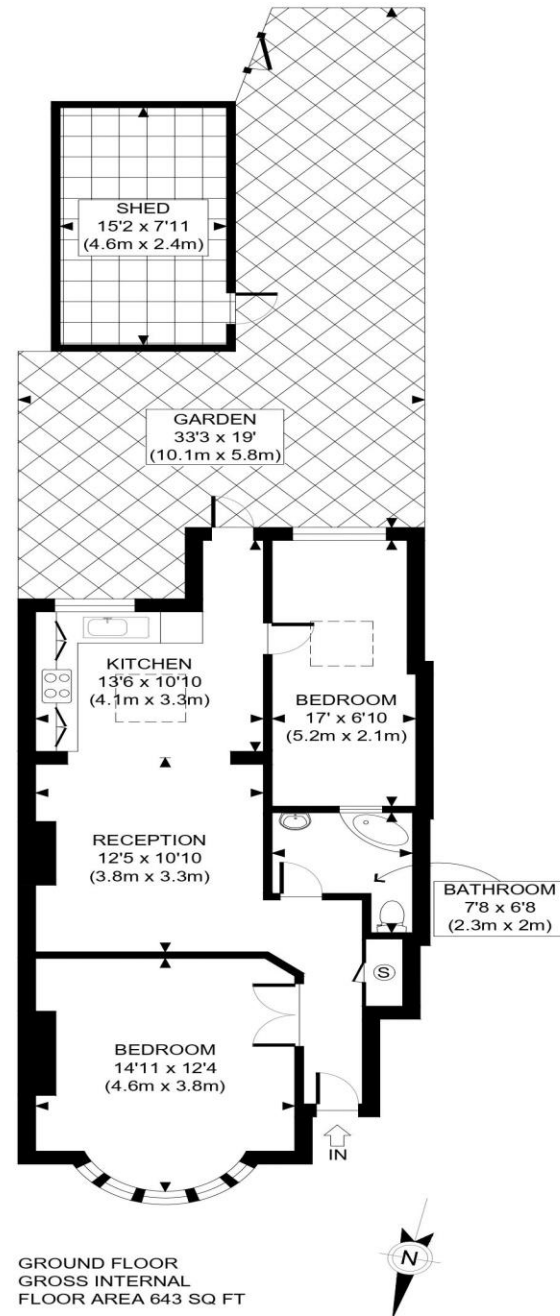 SHED
15'2 x 7'11
(4.6m x 2.4m)
GARDEN
33'3 x 19'
(10.1m x 5.8m)
KITCHEN
13'6 x 10'10
(4.1m x 3.3m)
BEDROOM
17' x 6'10
(5.2m x 2.1m)
RECEPTION
12'5 x 10'10
(3.8m x 3.3m)
BATHROOM
7'8 x 6'8
(2.3m x 2m)
S
BEDROOM
14'11 x 12'4
(4.6m x 3.8m)
IN
N
GROUND FLOOR
GROSS INTERNAL
FLOOR AREA 643 SQ FT